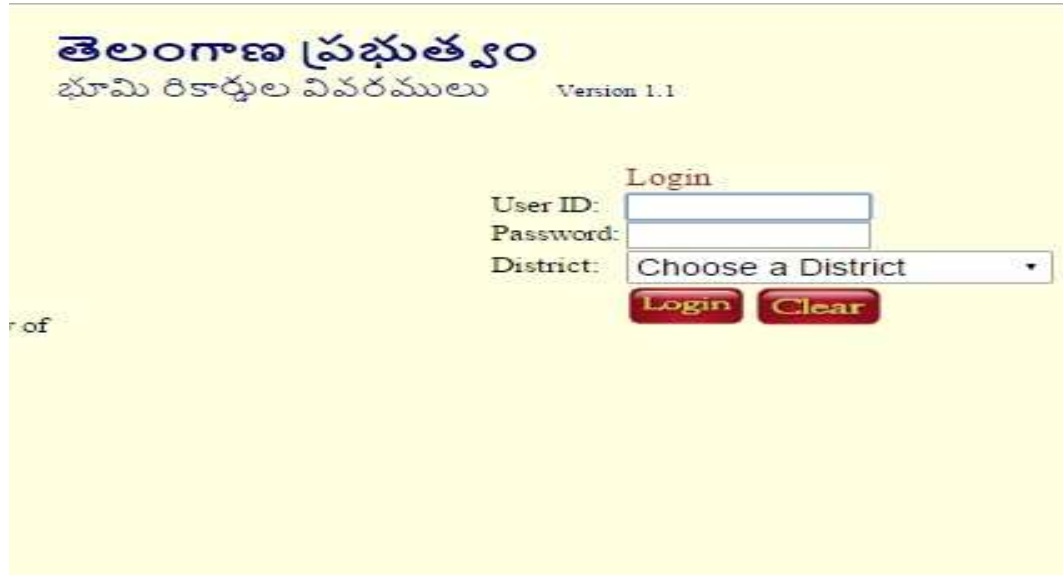 తెలంగాణ ప్రభుత్వం
భూమి రికార్డుల వివరములు Version 1.1
Login
User ID:
Password:
District: Choose a District
Login Clear
of